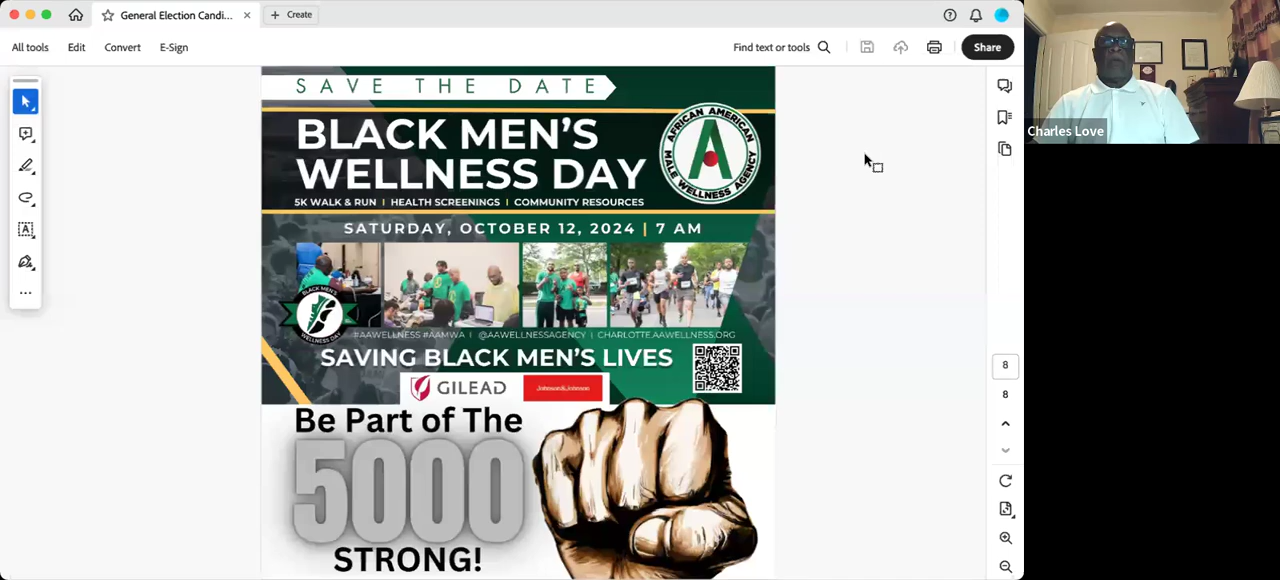 General Election Candi...
Create
All tools
Edit
Convert
E-Sign
Find text or tools
Share
SAVE THE DATE
BLACK MEN'S
WELLNESS DAY
AFRICAN AMERICAN
MALE WELLNESS AGENCY
5K WALK & RUN | HEALTH SCREENINGS | COMMUNITY RESOURCES
SATURDAY, OCTOBER 12, 2024 | 7 AM
BLACK MEN'S
WELLNESS DAY
#AAWELLNESS #AAMWA | @AAWELLNESSAGENCY | CHARLOTTE.AAWELLNESS.ORG
SAVING BLACK MEN'S LIVES
GILEAD
Johnson&Johnson
Be Part of The
5000
STRONG!
8
8
Charles Love